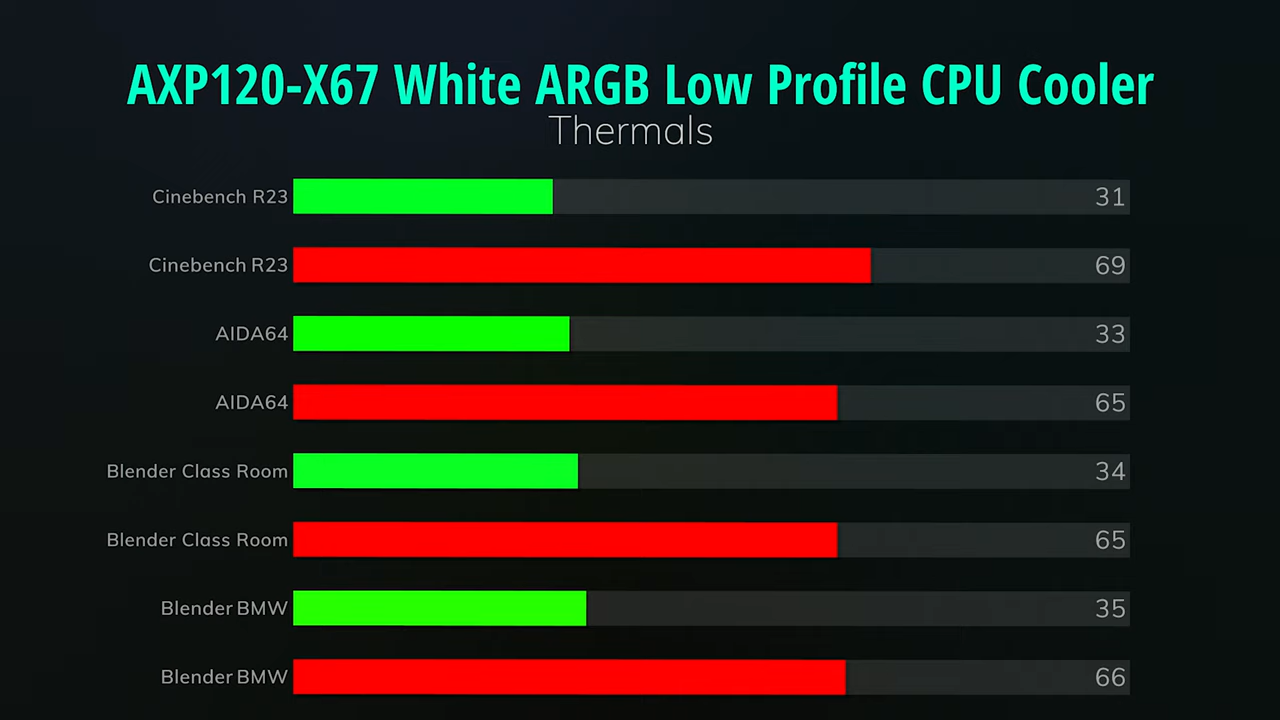 AXP120-X67 White ARGB Low Profile CPU Cooler
Thermals
Cinebench R23 31
Cinebench R23 69
AIDA64 33
AIDA64 65
Blender Class Room 34
Blender Class Room 65
Blender BMW 35
Blender BMW 66